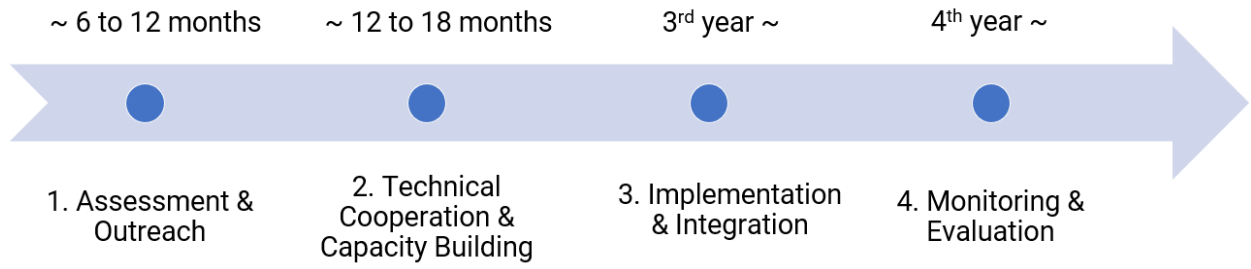 ~ 6 to 12 months
~ 12 to 18 months
3rd year ~
4th year ~
1. Assessment &
Outreach
2. Technical
Cooperation &
Capacity Building
3. Implementation
& Integration
4. Monitoring &
Evaluation